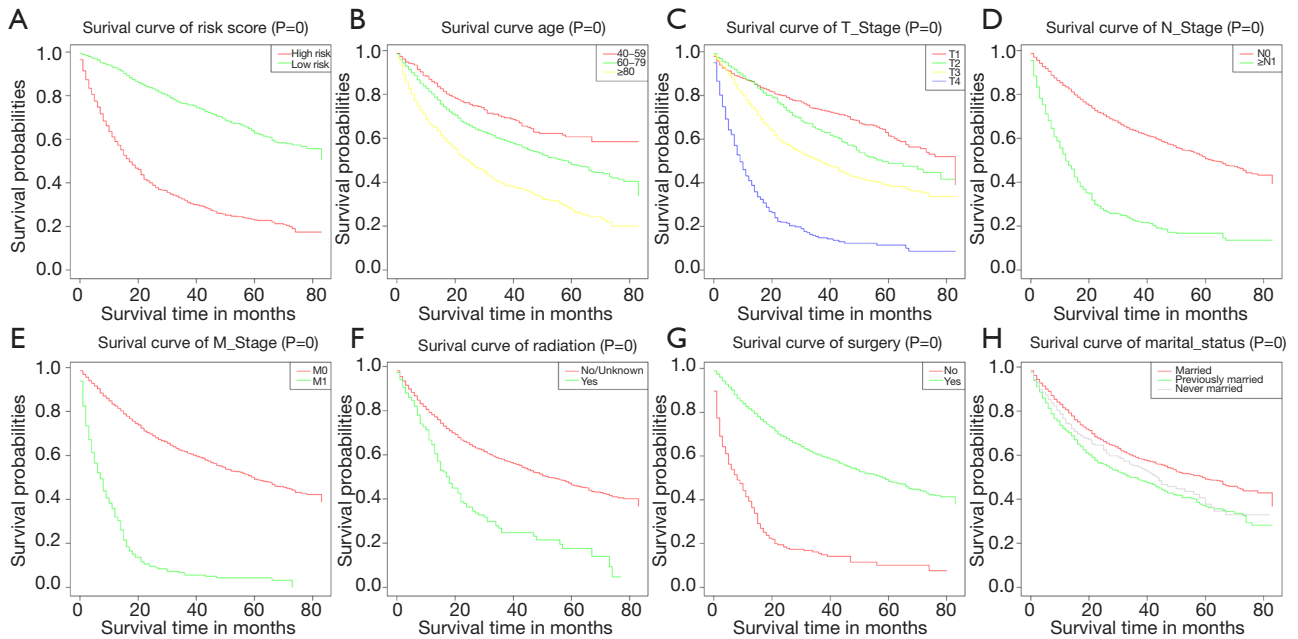 A
Surival curve of risk score (P=0)
High risk
Low risk
Survival probabilities
1.0
0.8
0.6
0.4
0.2
0.0
0 20 40 60 80
Survival time in months
B
Surival curve age (P=0)
40–59
60–79
≥80
Survival probabilities
1.0
0.8
0.6
0.4
0.2
0.0
0 20 40 60 80
Survival time in months
C
Surival curve of T_Stage (P=0)
T1
T2
T3
T4
Survival probabilities
1.0
0.8
0.6
0.4
0.2
0.0
0 20 40 60 80
Survival time in months
D
Surival curve of N_Stage (P=0)
N0
≥N1
Survival probabilities
1.0
0.8
0.6
0.4
0.2
0.0
0 20 40 60 80
Survival time in months
E
Surival curve of M_Stage (P=0)
M0
M1
Survival probabilities
1.0
0.8
0.6
0.4
0.2
0.0
0 20 40 60 80
Survival time in months
F
Surival curve of radiation (P=0)
No/Unknown
Yes
Survival probabilities
1.0
0.8
0.6
0.4
0.2
0.0
0 20 40 60 80
Survival time in months
G
Surival curve of surgery (P=0)
No
Yes
Survival probabilities
1.0
0.8
0.6
0.4
0.2
0.0
0 20 40 60 80
Survival time in months
H
Surival curve of marital_status (P=0)
Married
Previously married
Never married
Survival probabilities
1.0
0.8
0.6
0.4
0.2
0.0
0 20 40 60 80
Survival time in months